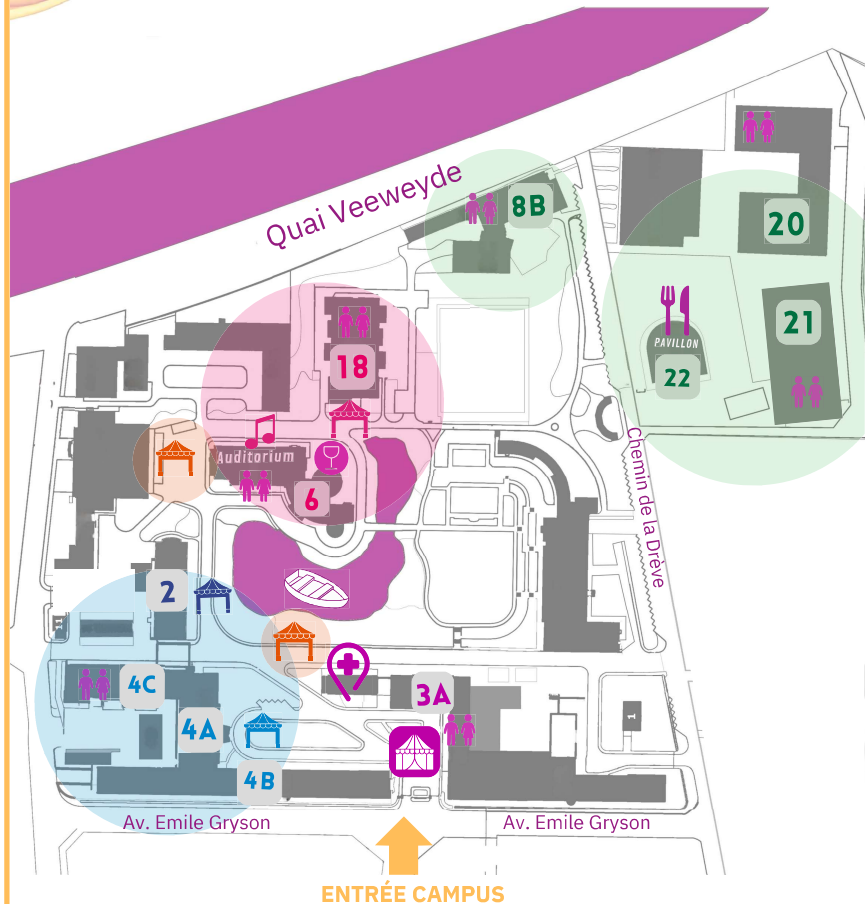 Quai Veeweyde
8B
20
21
PAVILLON
22
18
Auditorium
6
Chemin de la Drève
2
11
4C
3A
4A
1
4B
Av. Emile Gryson
Av. Emile Gryson
ENTRÉE CAMPUS